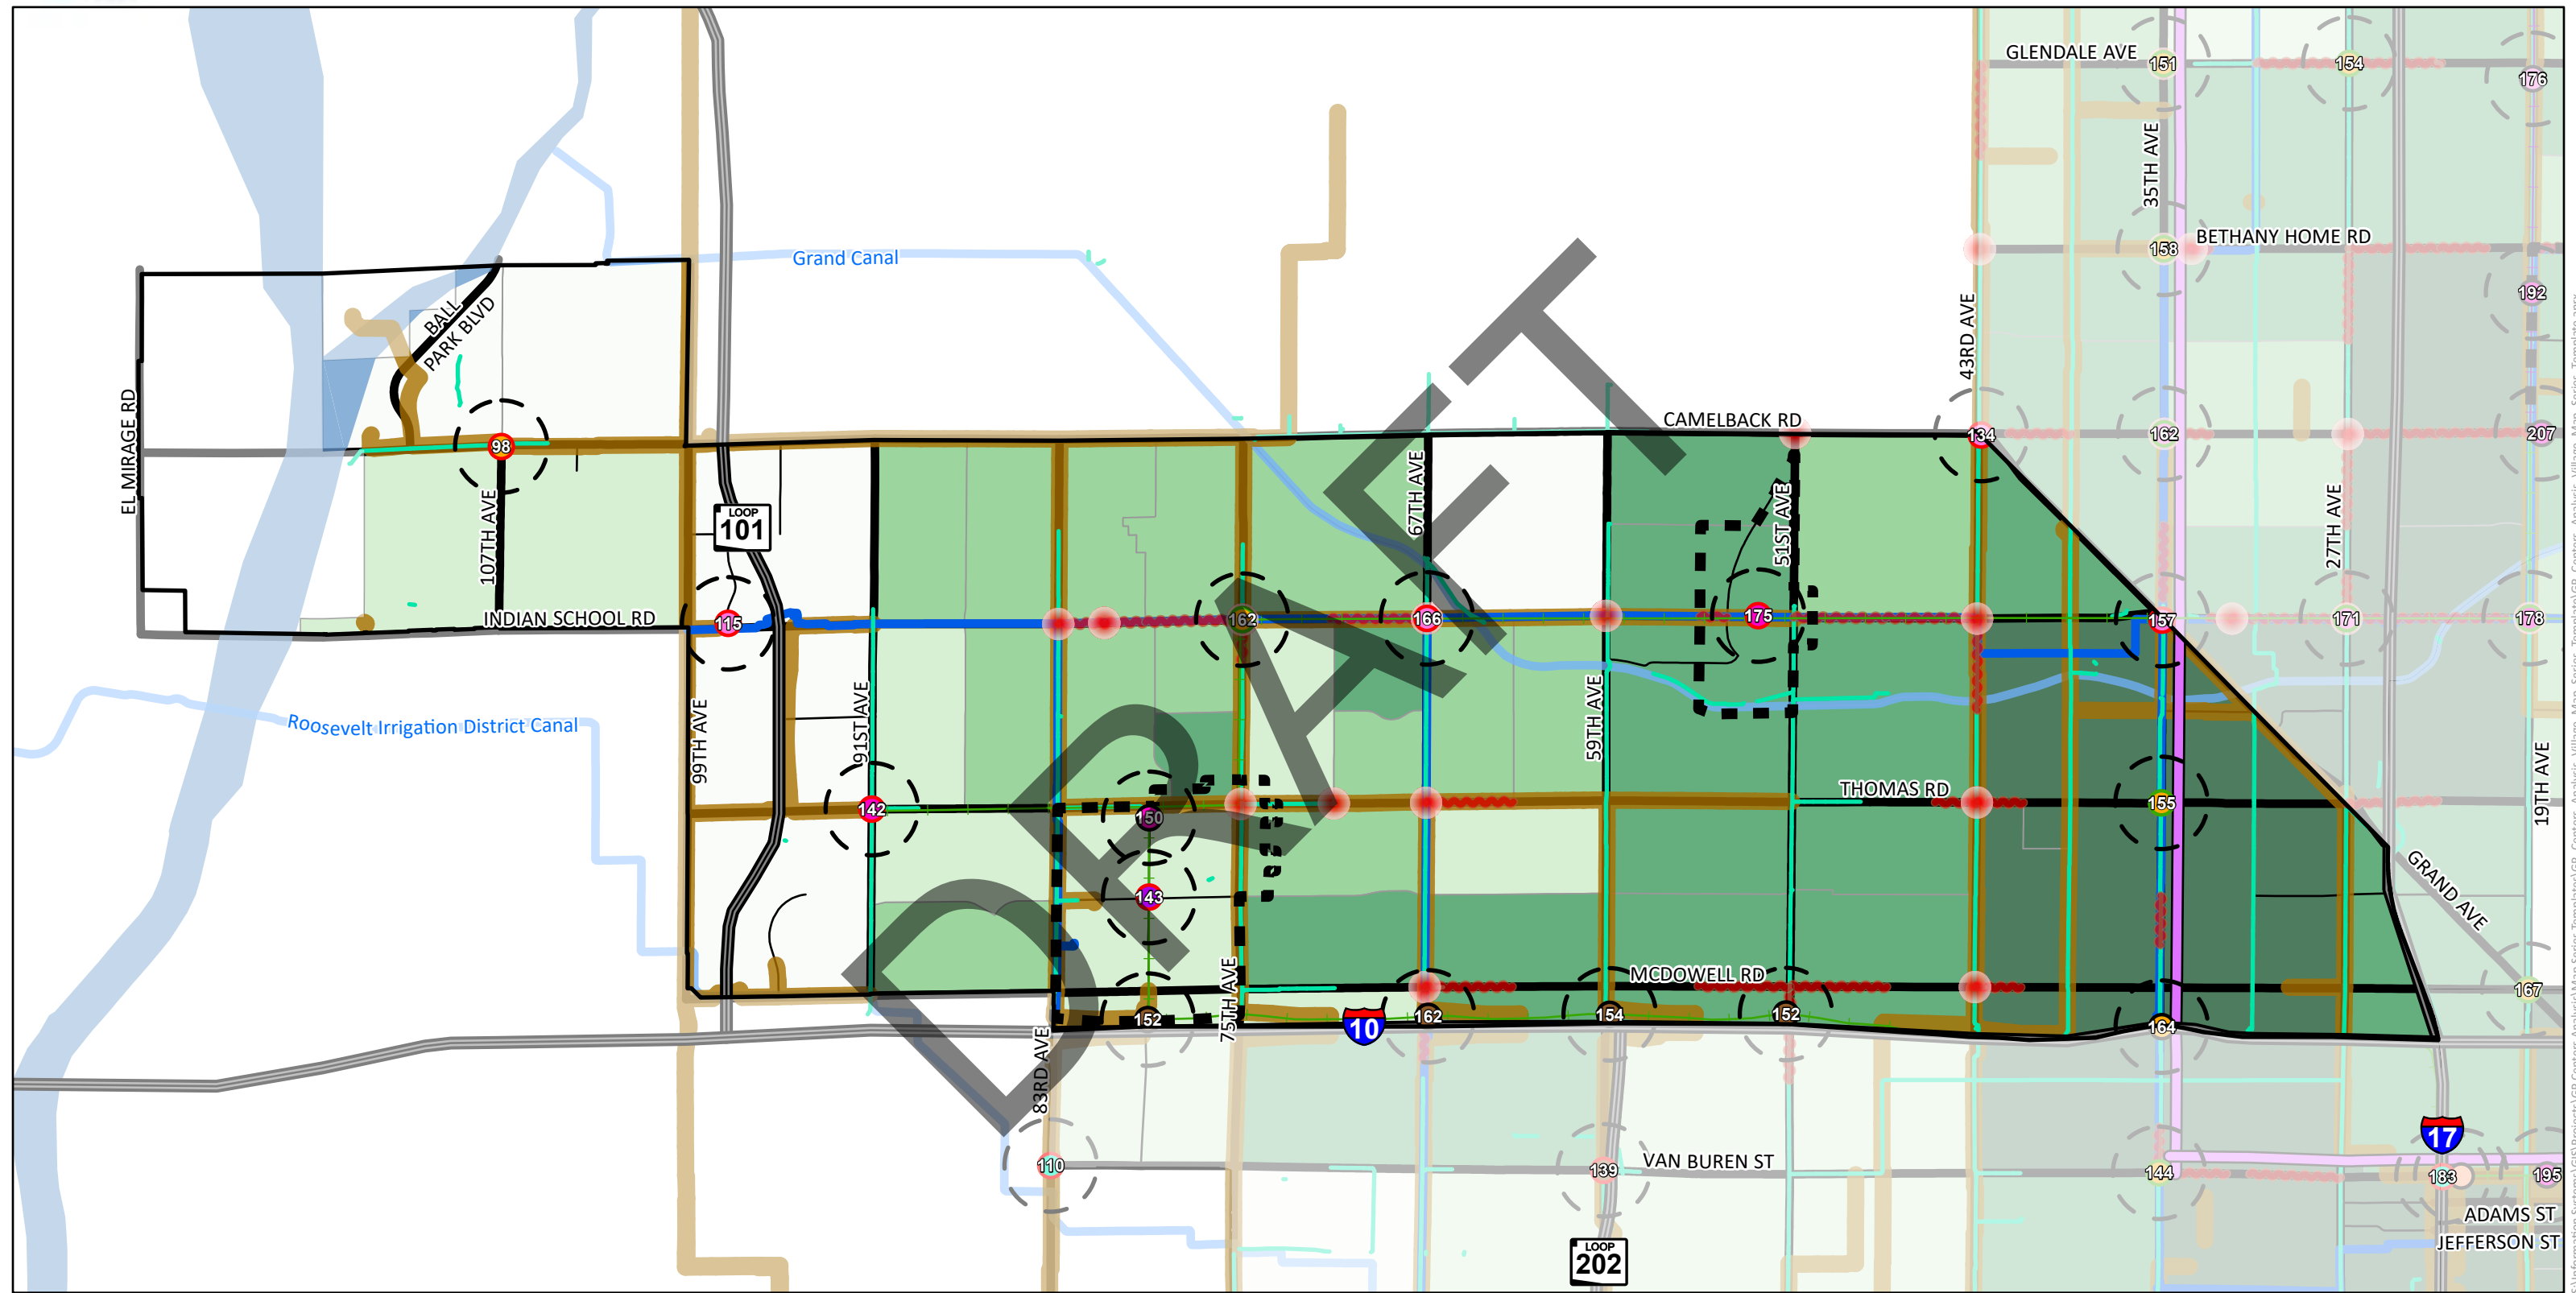 GLENDALE AVE
151
154
176
35TH AVE
BETHANY HOME RD
158
192
Grand Canal
BALL
PARK BLVD
43RD AVE
EL MIRAGE RD
CAMELBACK RD
98
134
162
207
107TH AVE
LOOP
101
67TH AVE
51ST AVE
27TH AVE
INDIAN SCHOOL RD
115
162
166
175
157
171
178
Roosevelt Irrigation District Canal
99TH AVE
91ST AVE
59TH AVE
19TH AVE
THOMAS RD
142
150
155
143
GRAND AVE
DRAFT
MCDOWELL RD
75TH AVE
152
10
162
154
152
164
167
83RD AVE
110
139
VAN BUREN ST
144
17
183
195
ADAMS ST
JEFFERSON ST
LOOP
202